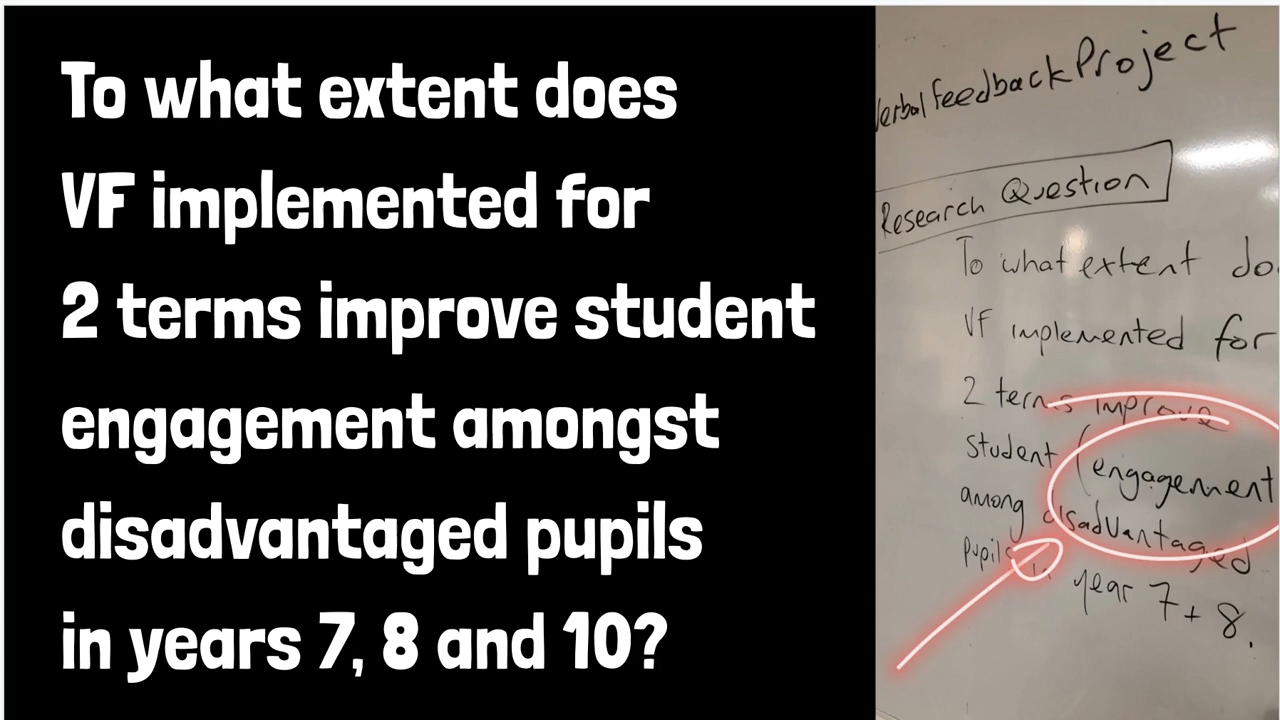 To what extent does
VF implemented for
2 terms improve student
engagement amongst
disadvantaged pupils
in years 7, 8 and 10?
Verbal Feedback Project
Research Question
To what extent do
VF implemented for
2 terms improve
student (engagement
among disadvantaged
pupils in year 7 + 8.